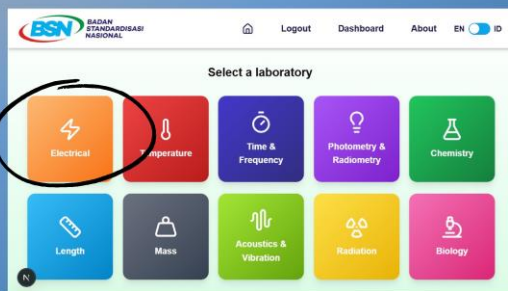 BSN
BADAN
STANDARDISASI
NASIONAL
Logout
Dashboard
About
EN
ID
Select a laboratory
Electrical
Temperature
Time &
Frequency
Photometry &
Radiometry
Chemistry
Length
Mass
Acoustics &
Vibration
Radiation
Biology
N